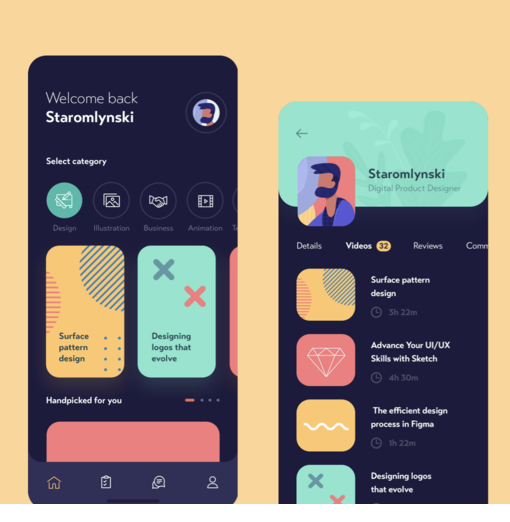 Welcome back
Staromlynski
Select category
Design
Illustration
Business
Animation
Surface
pattern
design
Designing
logos that
evolve
Handpicked for you
Staromlynski
Digital Product Designer
Details
Videos 32
Reviews
Comm
Surface pattern
design
3h 22m
Advance Your UI/UX
Skills with Sketch
4h 30m
The efficient design
process in Figma
1h 22m
Designing logos
that evolve